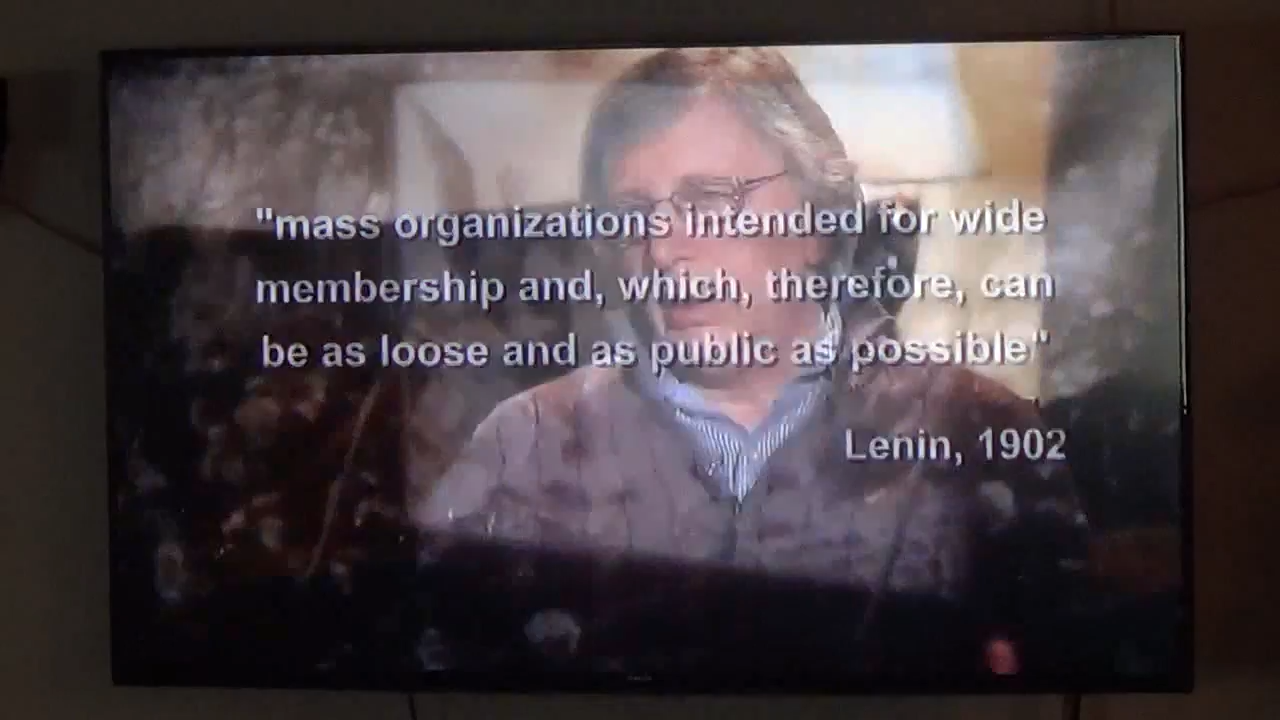 "mass organizations intended for wide
membership and, which, therefore, can
be as loose and as public as possible"
Lenin, 1902